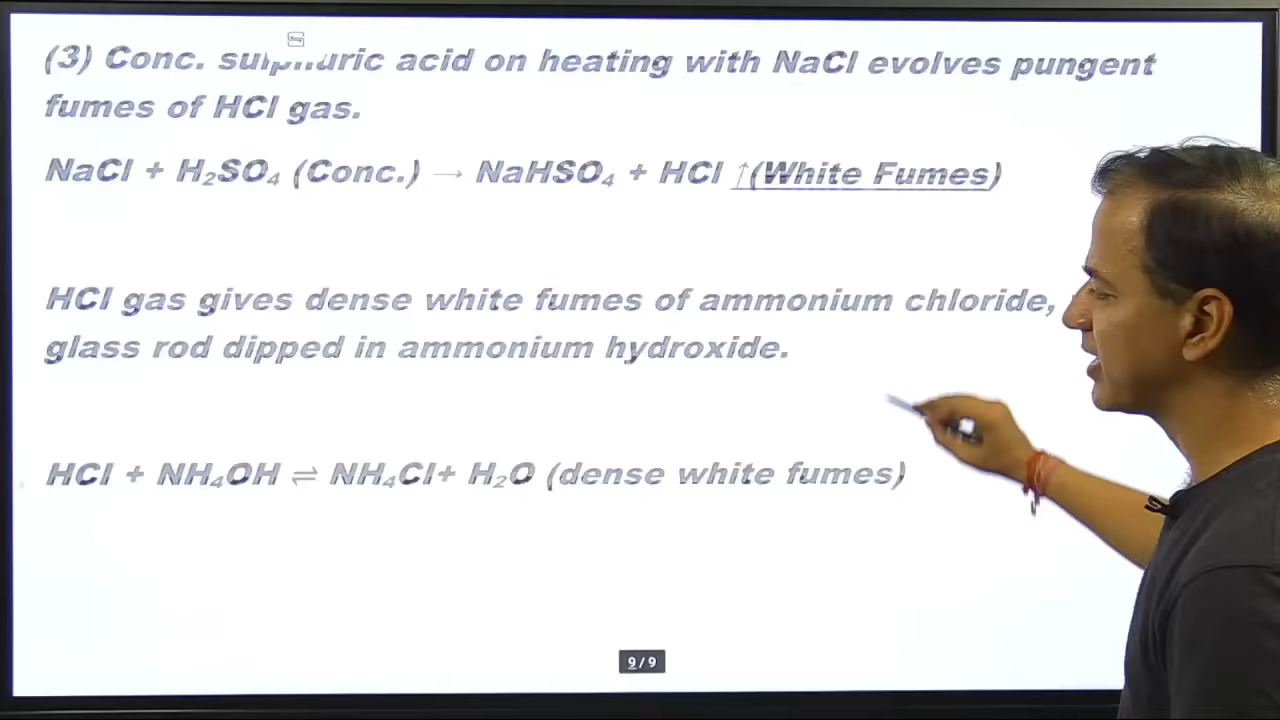 (3) Conc. sulphuric acid on heating with NaCl evolves pungent
fumes of HCl gas.
NaCl + H₂SO₄ (Conc.) → NaHSO₄ + HCl ↑(White Fumes)
HCl gas gives dense white fumes of ammonium chloride,
glass rod dipped in ammonium hydroxide.
HCl + NH₄OH ⇌ NH₄Cl+ H₂O (dense white fumes)
9/9